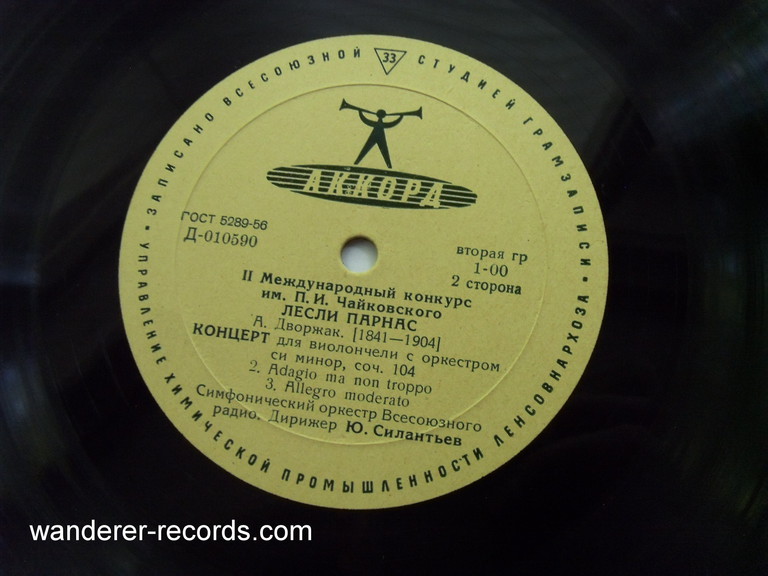 ЗАПИСАНО ВСЕСОЮЗНОЙ 33 СТУДИЕЙ ГРАМЗАПИСИ
УПРАВЛЕНИЕ ХИМИЧЕСКОЙ ПРОМЫШЛЕННОСТИ ЛЕНСОВНАРХОЗА
АККОРД
ГОСТ 5289-56
Д-010590
вторая гр
1-00
2 сторона
II Международный конкурс
им. П. И. Чайковского
ЛЕСЛИ ПАРНАС
А. Дворжак. [1841—1904]
КОНЦЕРТ для виолончели с оркестром
си минор, соч. 104
2. Adagio ma non troppo
3. Allegro moderato
Симфонический оркестр Всесоюзного
радио. Дирижер Ю. Силантьев
wanderer-records.com